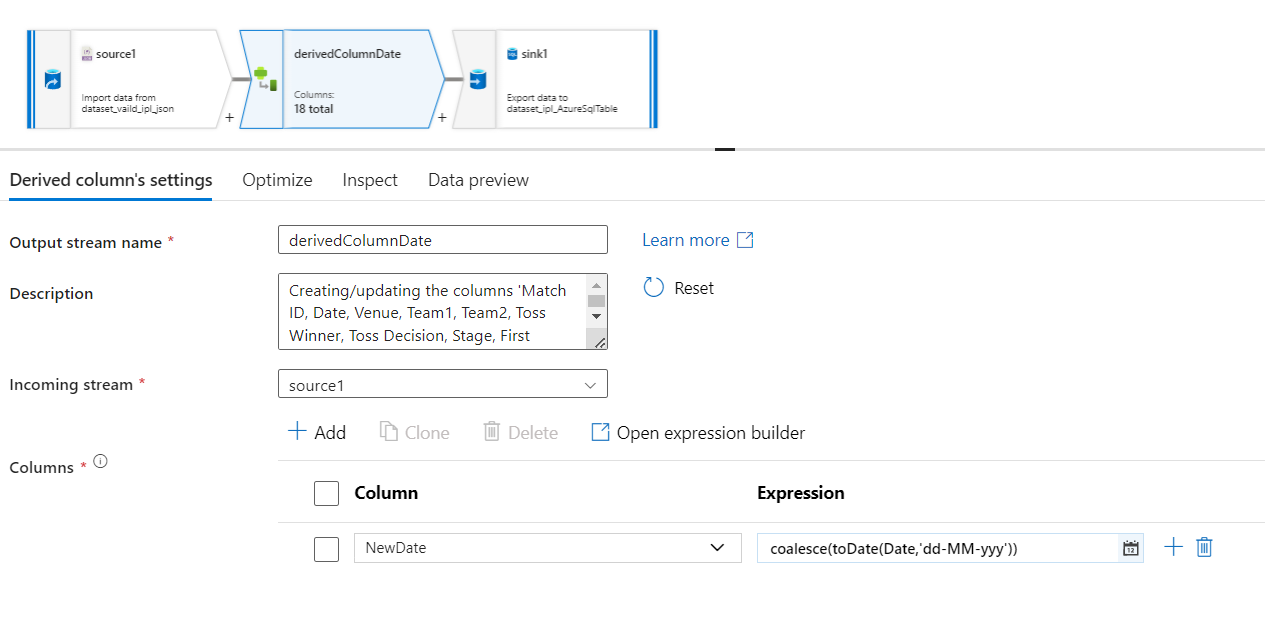 source1
Import data from
dataset_vaild_ipl_json
+
derivedColumnDate
Columns:
18 total
+
sink1
Export data to
dataset_ipl_AzureSqlTable
Derived column's settings
Optimize
Inspect
Data preview
Output stream name *
derivedColumnDate
Learn more
Description
Creating/updating the columns 'Match
ID, Date, Venue, Team1, Team2, Toss
Winner, Toss Decision, Stage, First
Reset
Incoming stream *
source1
Add
Clone
Delete
Open expression builder
Columns *
Column
Expression
NewDate
coalesce(toDate(Date,'dd-MM-yyy'))